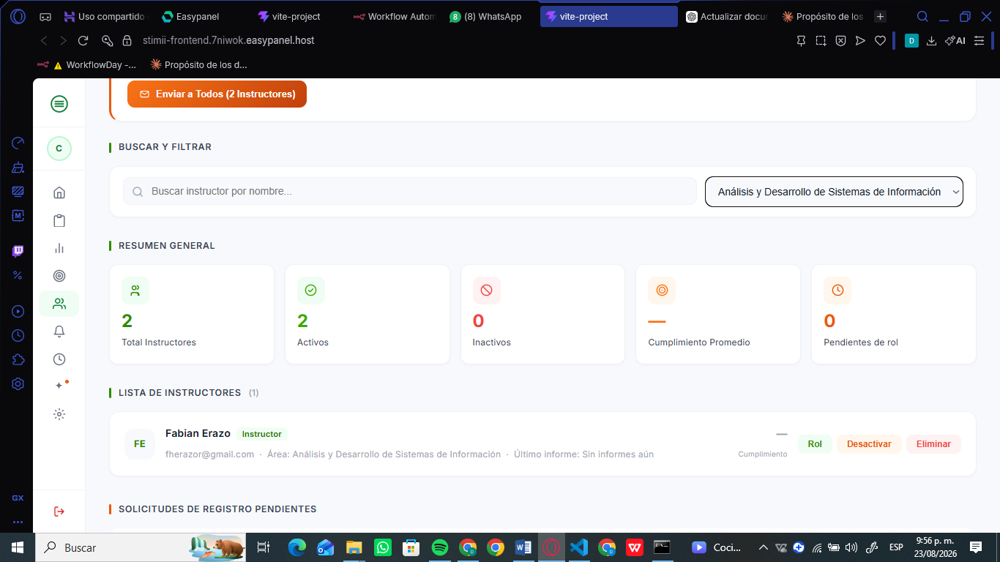 Uso compartido
Easypanel
vite-project
Workflow Autom
(8) WhatsApp
vite-project
Actualizar docur
Propósito de los
stimii-frontend.7niwok.easypanel.host
D
AI
WorkflowDay -...
Propósito de los d...
Enviar a Todos (2 Instructores)
C
BUSCAR Y FILTRAR
Buscar instructor por nombre...
Análisis y Desarrollo de Sistemas de Información
RESUMEN GENERAL
2
Total Instructores
2
Activos
0
Inactivos
—
Cumplimiento Promedio
0
Pendientes de rol
LISTA DE INSTRUCTORES (1)
FE
Fabian Erazo Instructor
fherazor@gmail.com · Área: Análisis y Desarrollo de Sistemas de Información · Último informe: Sin informes aún
—
Cumplimiento
Rol
Desactivar
Eliminar
SOLICITUDES DE REGISTRO PENDIENTES
GX
Buscar
Coci...
ESP
9:56 p. m.
23/08/2026